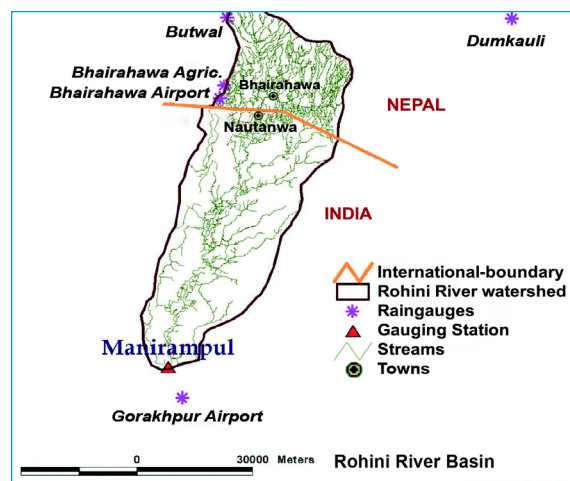 Butwal
Dumkauli
Bhairahawa Agric.
Bhairahawa Airport
Bhairahawa
NEPAL
Nautanwa
INDIA
International-boundary
Rohini River watershed
Raingauges
Gauging Station
Streams
Towns
Manirampul
Gorakhpur Airport
0 30000 Meters
Rohini River Basin